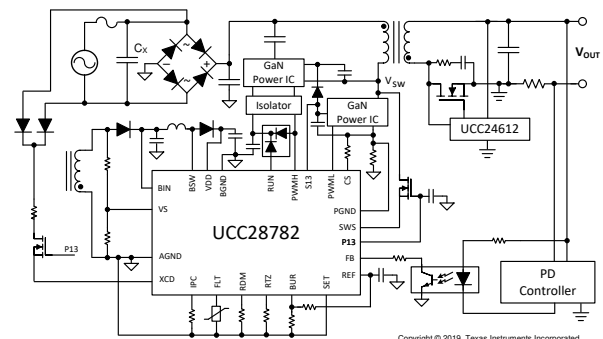 Cx
GaN
Power IC
Isolator
VSW
GaN
Power IC
VOUT
UCC24612
BIN
VS
AGND
XCD
BSW
VDD
BGND
RUN
PWMH
S13
PWML
CS
PGND
SWS
P13
FB
REF
UCC28782
IPC
FLT
RDM
RTZ
BUR
SET
P13
PD
Controller
Copyright © 2019, Texas Instruments Incorporated